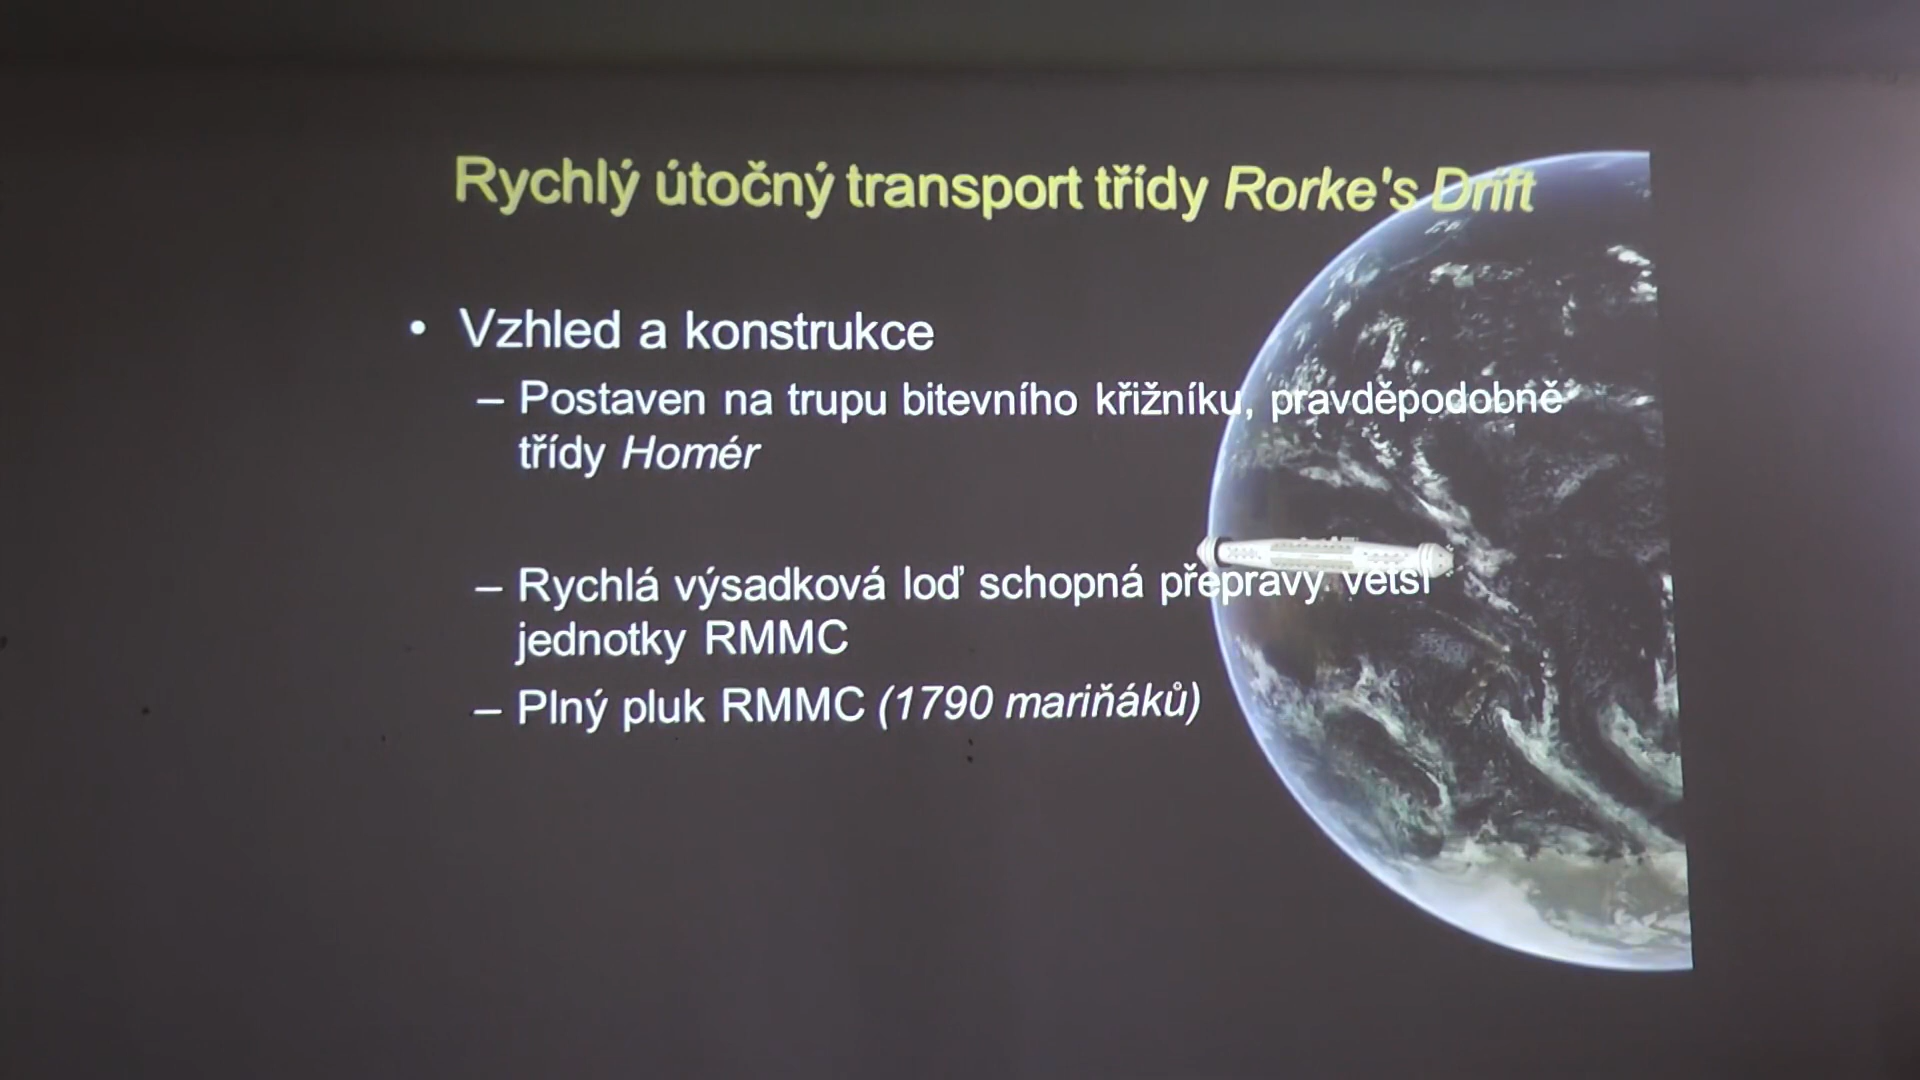 Rychlý útočný transport třídy Rorke's Drift
• Vzhled a konstrukce
– Postaven na trupu bitevního křižníku, pravděpodobně
třídy Homér
– Rychlá výsadková loď schopná přepravy větší
jednotky RMMC
– Plný pluk RMMC (1790 mariňáků)